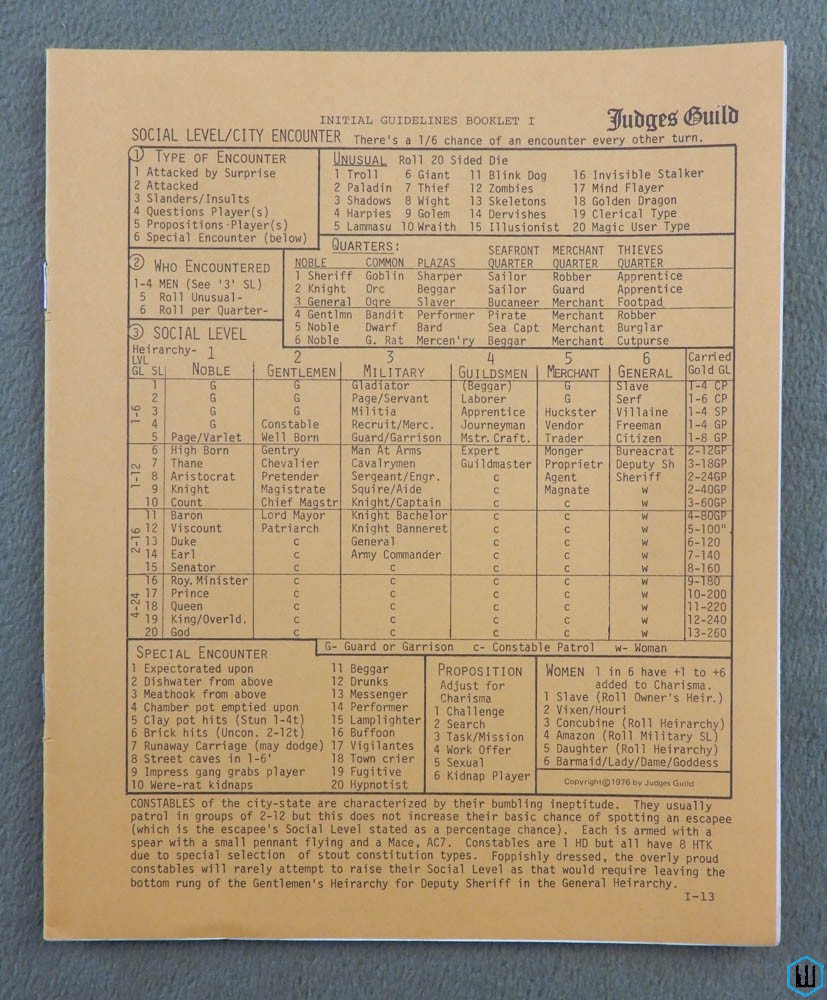 INITIAL GUIDELINES BOOKLET I Judges Guild
SOCIAL LEVEL/CITY ENCOUNTER There's a 1/6 chance of an encounter every other turn.
① TYPE OF ENCOUNTER
1 Attacked by Surprise
2 Attacked
3 Slanders/Insults
4 Questions Player(s)
5 Propositions Player(s)
6 Special Encounter (below)
UNUSUAL Roll 20 Sided Die
1 Troll 6 Giant 11 Blink Dog 16 Invisible Stalker
2 Paladin 7 Thief 12 Zombies 17 Mind Flayer
3 Shadows 8 Wight 13 Skeletons 18 Golden Dragon
4 Harpies 9 Golem 14 Dervishes 19 Clerical Type
5 Lammasu 10 Wraith 15 Illusionist 20 Magic User Type
② WHO ENCOUNTERED
1-4 MEN (See '3' SL)
5 Roll Unusual-
6 Roll per Quarter-
QUARTERS:
SEAFRONT MERCHANT THIEVES
NOBLE COMMON PLAZAS QUARTER QUARTER QUARTER
1 Sheriff Goblin Sharper Sailor Robber Apprentice
2 Knight Orc Beggar Sailor Guard Apprentice
3 General Ogre Slaver Bucaneer Merchant Footpad
4 Gentlmn Bandit Performer Pirate Merchant Robber
5 Noble Dwarf Bard Sea Capt Merchant Burglar
6 Noble G. Rat Mercen'ry Beggar Merchant Cutpurse
③ SOCIAL LEVEL
Heirarchy- 1 2 3 4 5 6 Carried
LVL
GL SL NOBLE GENTLEMEN MILITARY GUILDSMEN MERCHANT GENERAL Gold GL
1-6
1 G G Gladiator (Beggar) G Slave 1-4 CP
2 G G Page/Servant Laborer G Serf 1-6 CP
3 G G Militia Apprentice Huckster Villaine 1-4 SP
4 G Constable Recruit/Merc. Journeyman Vendor Freeman 1-4 GP
5 Page/Varlet Well Born Guard/Garrison Mstr. Craft. Trader Citizen 1-8 GP
1-12
6 High Born Gentry Man At Arms Expert Monger Bureacrat 2-12GP
7 Thane Chevalier Cavalrymen Guildmaster Proprietr Deputy Sh 3-18GP
8 Aristocrat Pretender Sergeant/Engr. c Agent Sheriff 2-24GP
9 Knight Magistrate Squire/Aide c Magnate w 2-40GP
10 Count Chief Magstr Knight/Captain c c w 3-60GP
2-16
11 Baron Lord Mayor Knight Bachelor c c w 4-80GP
12 Viscount Patriarch Knight Banneret c c w 5-100"
13 Duke c General c c w 6-120
14 Earl c Army Commander c c w 7-140
15 Senator c c c c w 8-160
4-24
16 Roy. Minister c c c c w 9-180
17 Prince c c c c w 10-200
18 Queen c c c c w 11-220
19 King/Overld. c c c c w 12-240
20 God c c c c w 13-260
G- Guard or Garrison c- Constable Patrol w- Woman
SPECIAL ENCOUNTER
1 Expectorated upon 11 Beggar
2 Dishwater from above 12 Drunks
3 Meathook from above 13 Messenger
4 Chamber pot emptied upon 14 Performer
5 Clay pot hits (Stun 1-4t) 15 Lamplighter
6 Brick hits (Uncon. 2-12t) 16 Buffoon
7 Runaway Carriage (may dodge) 17 Vigilantes
8 Street caves in 1-6' 18 Town crier
9 Impress gang grabs player 19 Fugitive
10 Were-rat kidnaps 20 Hypnotist
PROPOSITION
Adjust for
Charisma
1 Challenge
2 Search
3 Task/Mission
4 Work Offer
5 Sexual
6 Kidnap Player
WOMEN 1 in 6 have +1 to +6
added to Charisma.
1 Slave (Roll Owner's Heir.)
2 Vixen/Houri
3 Concubine (Roll Heirarchy)
4 Amazon (Roll Military SL)
5 Daughter (Roll Heirarchy)
6 Barmaid/Lady/Dame/Goddess
Copyright©1976 by Judges Guild
CONSTABLES of the city-state are characterized by their bumbling ineptitude. They usually
patrol in groups of 2-12 but this does not increase their basic chance of spotting an escapee
(which is the escapee's Social Level stated as a percentage chance). Each is armed with a
spear with a small pennant flying and a Mace, AC7. Constables are 1 HD but all have 8 HTK
due to special selection of stout constitution types. Foppishly dressed, the overly proud
constables will rarely attempt to raise their Social Level as that would require leaving the
bottom rung of the Gentlemen's Heirarchy for Deputy Sheriff in the General Heirarchy.
I-13
W